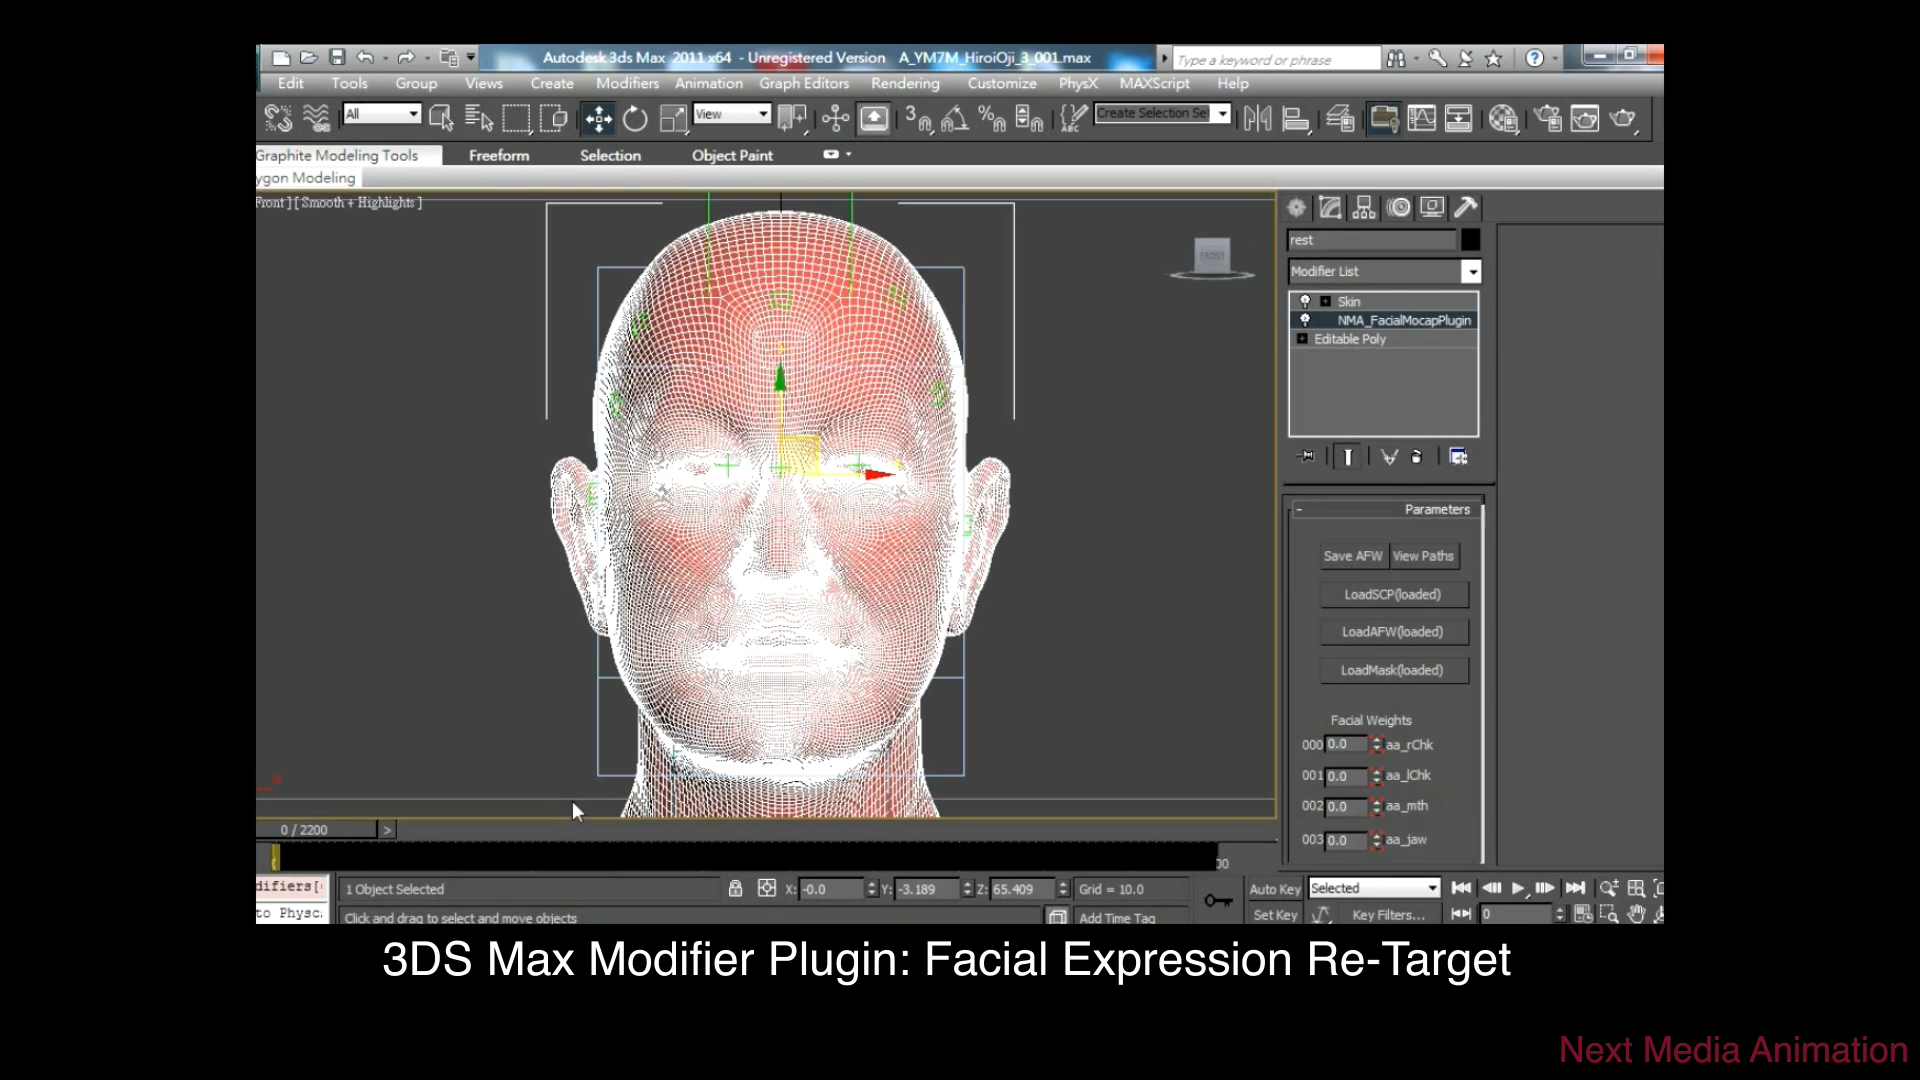 Autodesk 3ds Max 2011 x64 - Unregistered Version A_YM7M_HiroiOji_3_001.max
Type a keyword or phrase
Edit Tools Group Views Create Modifiers Animation Graph Editors Rendering Customize PhysX MAXScript Help
All View 3 ABC Create Selection Se
Graphite Modeling Tools Freeform Selection Object Paint
ygon Modeling
Front ] [ Smooth + Highlights ]
FRONT
rest
Modifier List
Skin
NMA_FacialMocapPlugin
Editable Poly
Parameters
Save AFW View Paths
LoadSCP(loaded)
LoadAFW(loaded)
LoadMask(loaded)
Facial Weights
000 0.0 aa_rChk
001 0.0 aa_lChk
002 0.0 aa_mth
003 0.0 aa_jaw
0 / 2200 >
00
difiers[
to Physc
1 Object Selected X: -0.0 Y: -3.189 Z: 65.409 Grid = 10.0 Auto Key Selected
Click and drag to select and move objects Add Time Tag Set Key Key Filters... 0
3DS Max Modifier Plugin: Facial Expression Re-Target
Next Media Animation